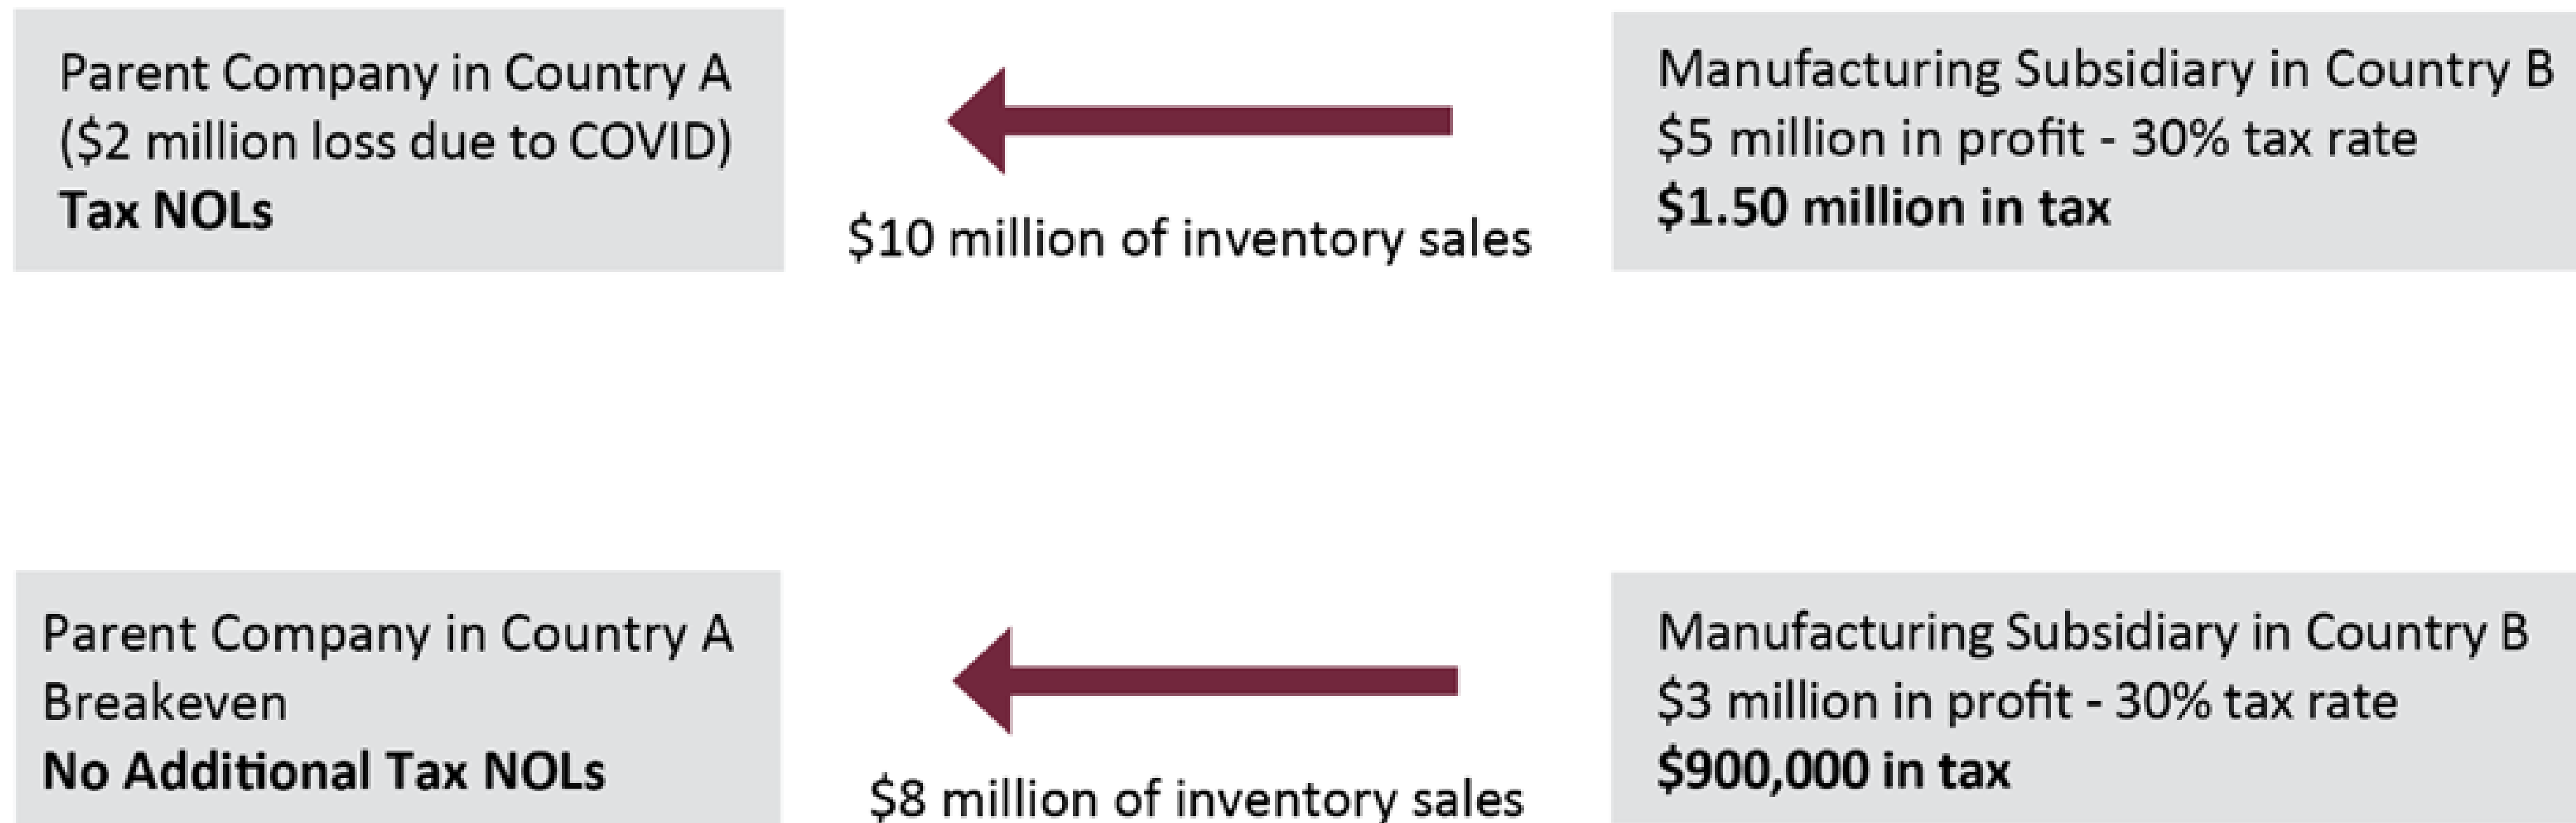 Parent Company in Country A
($2 million loss due to COVID)
Tax NOLs
$10 million of inventory sales
Manufacturing Subsidiary in Country B
$5 million in profit - 30% tax rate
$1.50 million in tax
Parent Company in Country A
Breakeven
No Additional Tax NOLs
$8 million of inventory sales
Manufacturing Subsidiary in Country B
$3 million in profit - 30% tax rate
$900,000 in tax